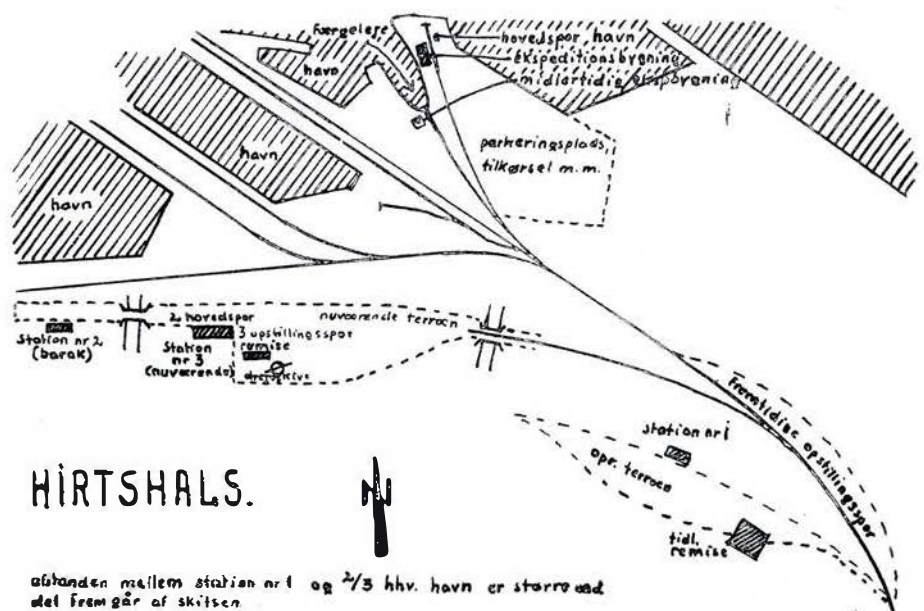 færgeleje
havn
hovedspor, havn
ekspeditionsbygning
midlertidig ekspbygning
parkeringsplads,
tilkørsel m.m.
havn
havn
2 hovedspor
nuværende terræn
station nr 2
(barak)
Station
nr 3
(nuværende)
3 opstillingsspor
remise
drejeskive
fremtidige opstillingsspor
station nr 1
opr. terræn
tidl.
remise
HIRTSHALS.
N
afstanden mellem station nr 1 og 2/3 hhv. havn er større end
det fremgår af skitsen